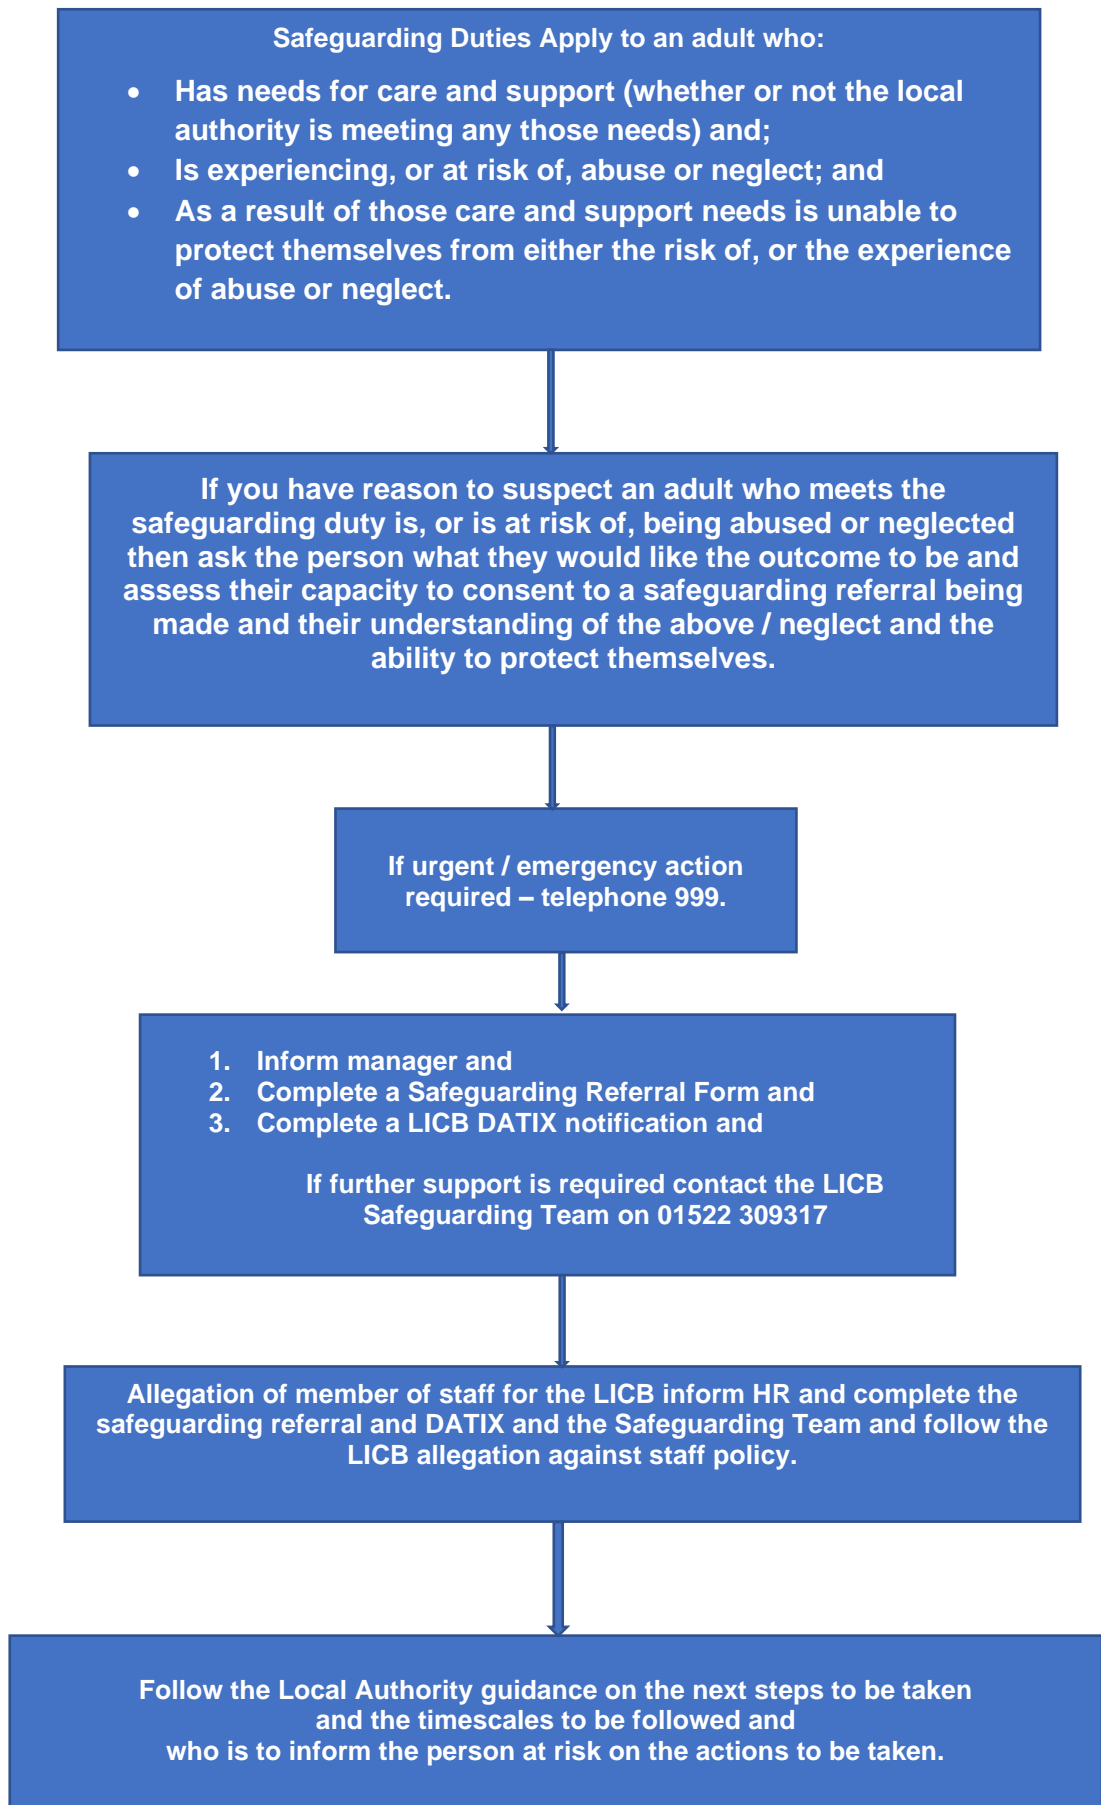 Safeguarding Duties Apply to an adult who:
• Has needs for care and support (whether or not the local
authority is meeting any those needs) and;
• Is experiencing, or at risk of, abuse or neglect; and
• As a result of those care and support needs is unable to
protect themselves from either the risk of, or the experience
of abuse or neglect.
If you have reason to suspect an adult who meets the
safeguarding duty is, or is at risk of, being abused or neglected
then ask the person what they would like the outcome to be and
assess their capacity to consent to a safeguarding referral being
made and their understanding of the above / neglect and the
ability to protect themselves.
If urgent / emergency action
required – telephone 999.
1. Inform manager and
2. Complete a Safeguarding Referral Form and
3. Complete a LICB DATIX notification and
If further support is required contact the LICB
Safeguarding Team on 01522 309317
Allegation of member of staff for the LICB inform HR and complete the
safeguarding referral and DATIX and the Safeguarding Team and follow the
LICB allegation against staff policy.
Follow the Local Authority guidance on the next steps to be taken
and the timescales to be followed and
who is to inform the person at risk on the actions to be taken.